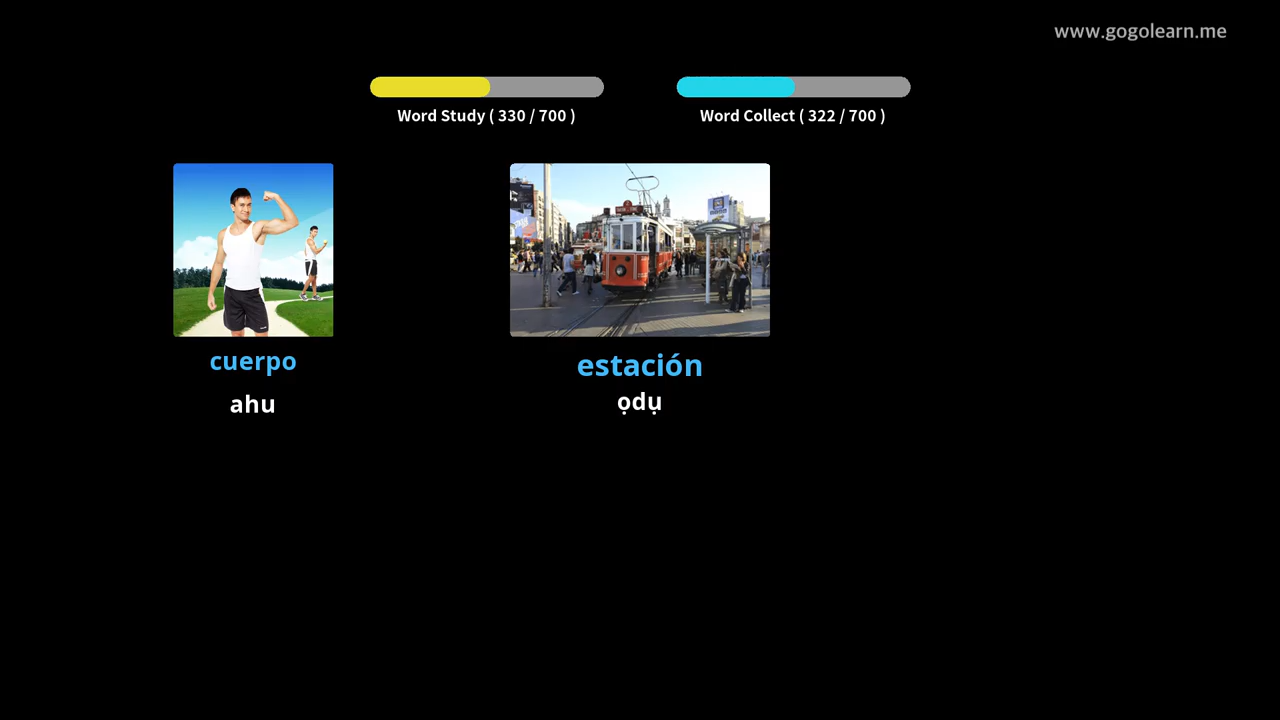 www.gogolearn.me
Word Study ( 330 / 700 )
Word Collect ( 322 / 700 )
cuerpo
estación
ahu
ọdụ